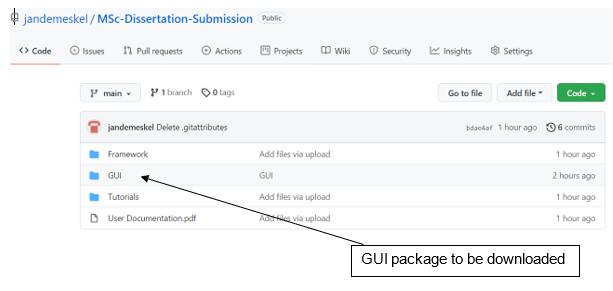 jandemeskel / MSc-Dissertation-Submission Public
Code Issues Pull requests Actions Projects Wiki Security Insights Settings
main 1 branch 0 tags Go to file Add file Code
jandemeskel Delete .gitattributes bdae4af 1 hour ago 6 commits
Framework Add files via upload 1 hour ago
GUI GUI 2 hours ago
Tutorials Add files via upload 1 hour ago
User Documentation.pdf Add files via upload 1 hour ago
GUI package to be downloaded